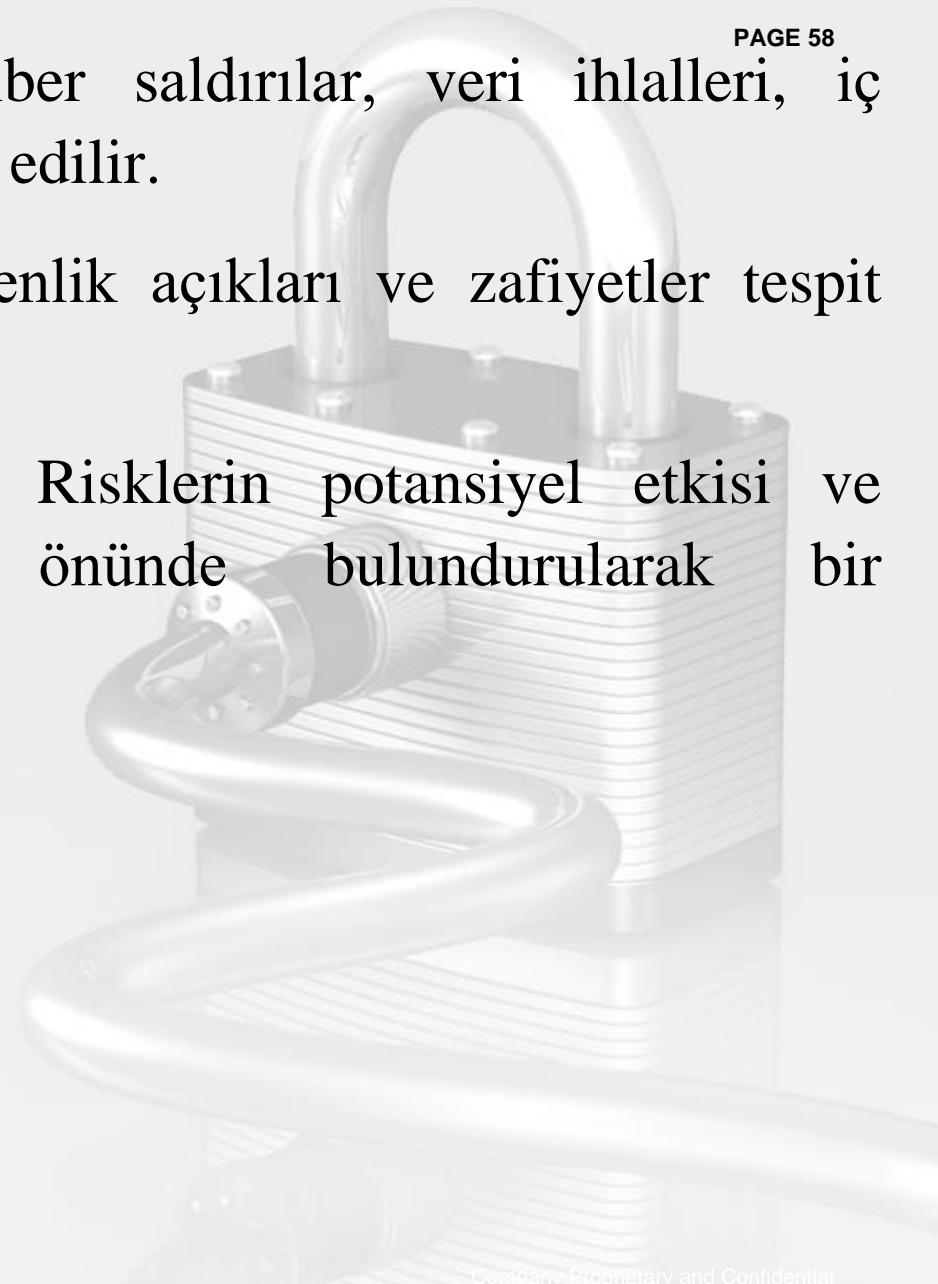 PAGE 58
ber saldırılar, veri ihlalleri, iç
edilir.
enlik açıkları ve zafiyetler tespit
Risklerin potansiyel etkisi ve
önünde bulundurularak bir
Company Proprietary and Confidential